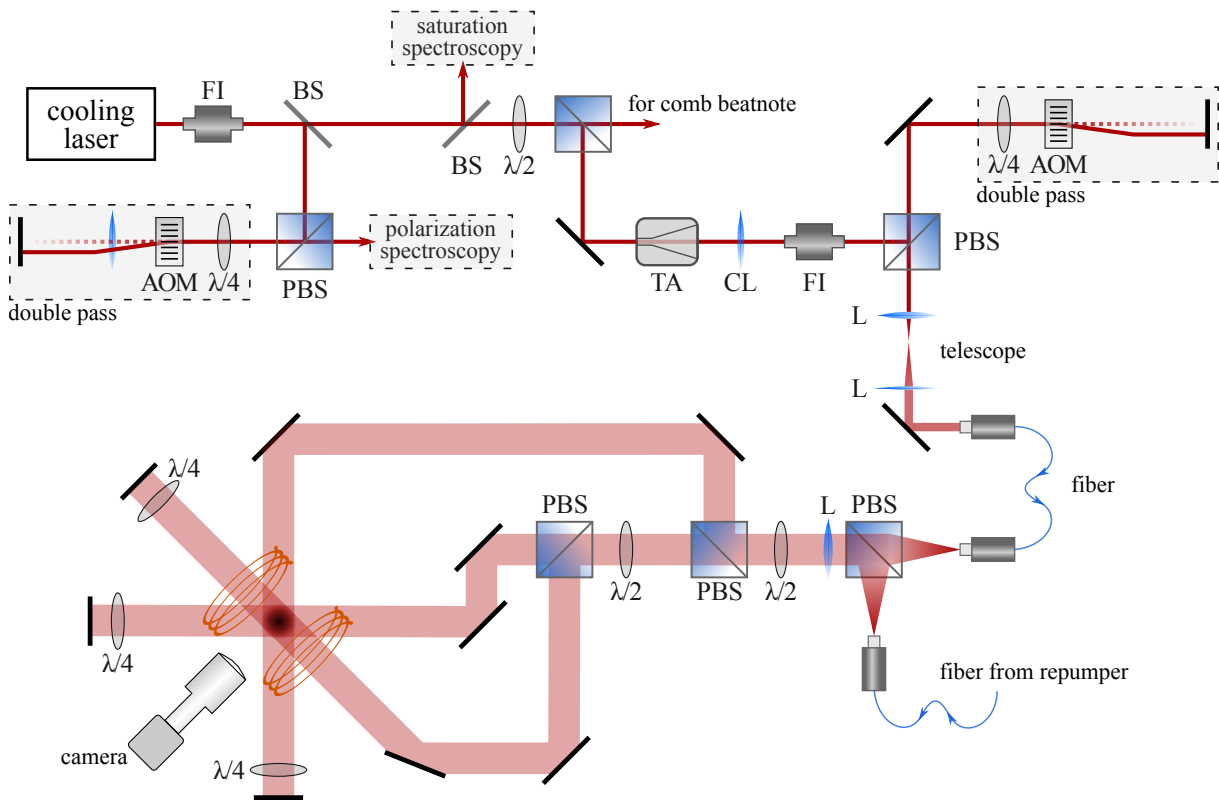 saturation
spectroscopy
cooling
laser
FI
BS
BS
λ/2
for comb beatnote
λ/4
AOM
double pass
AOM
λ/4
double pass
PBS
polarization
spectroscopy
TA
CL
FI
PBS
L
telescope
L
fiber
λ/4
PBS
λ/2
PBS
λ/2
L
PBS
λ/4
fiber from repumper
camera
λ/4